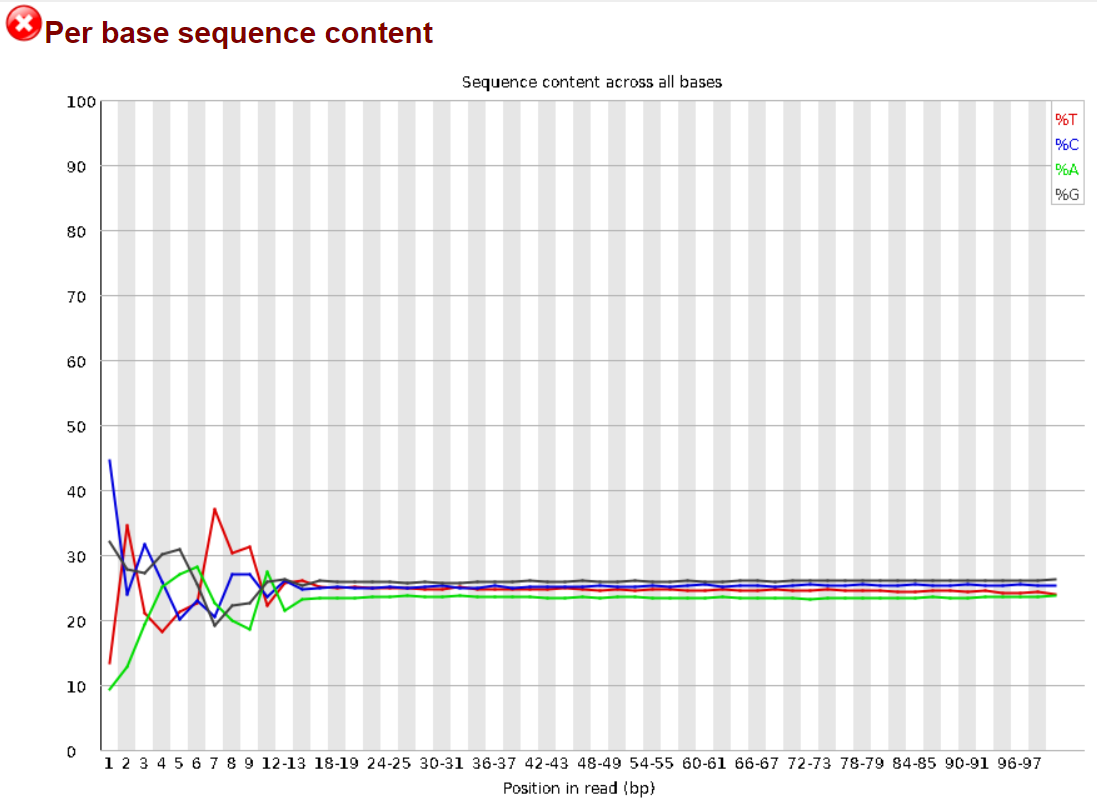 Per base sequence content
Sequence content across all bases
100
90
80
70
60
50
40
30
20
10
0
%T
%C
%A
%G
1 2 3 4 5 6 7 8 9 12-13 18-19 24-25 30-31 36-37 42-43 48-49 54-55 60-61 66-67 72-73 78-79 84-85 90-91 96-97
Position in read (bp)